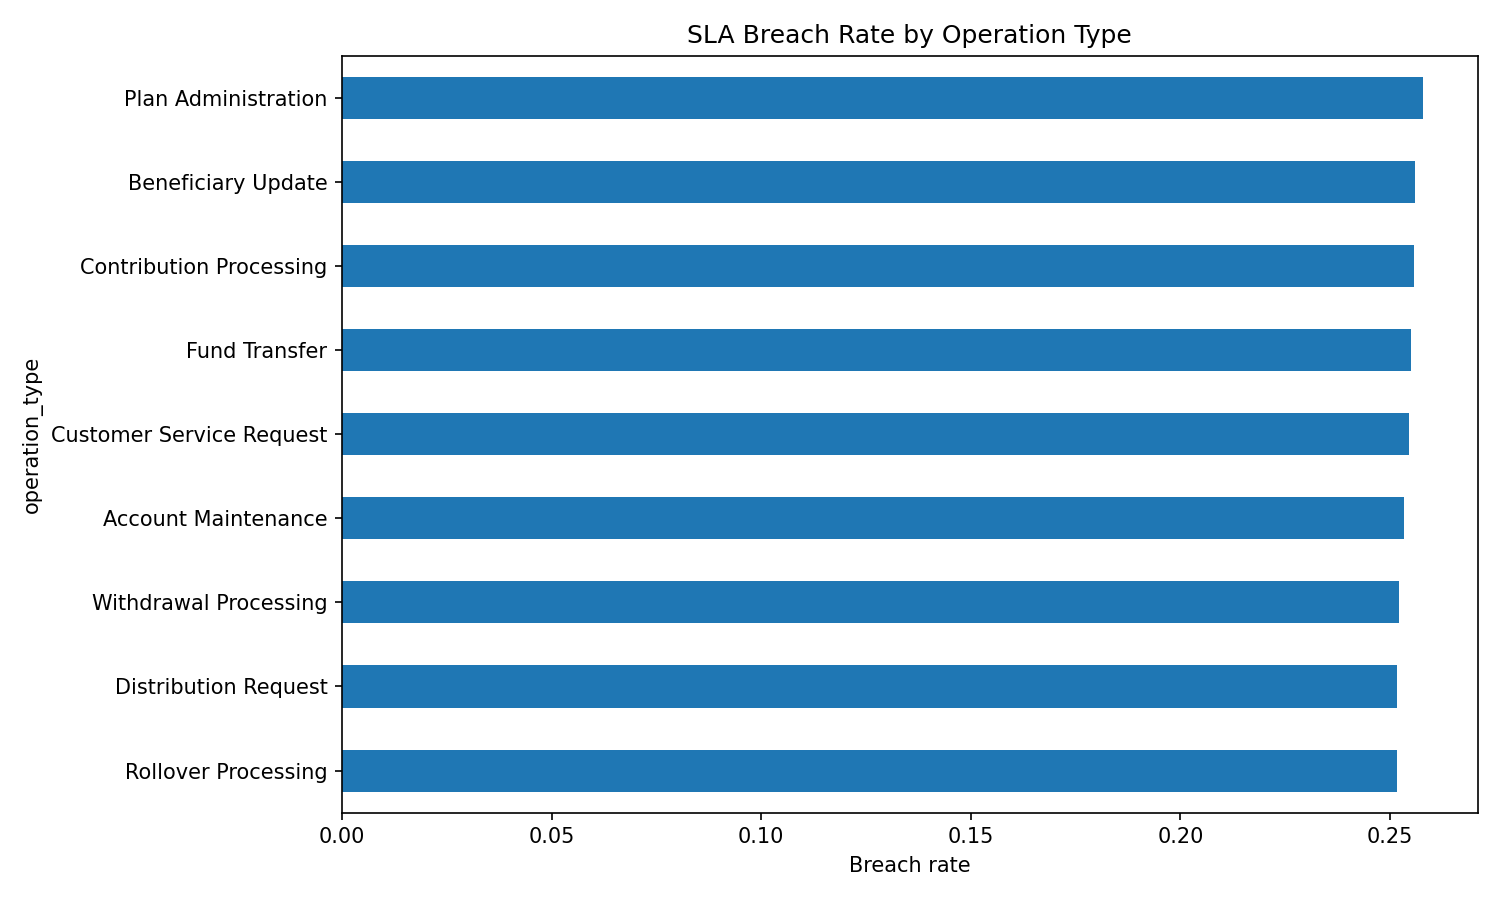 SLA Breach Rate by Operation Type
Plan Administration
Beneficiary Update
Contribution Processing
Fund Transfer
Customer Service Request
Account Maintenance
Withdrawal Processing
Distribution Request
Rollover Processing
operation_type
0.00 0.05 0.10 0.15 0.20 0.25
Breach rate